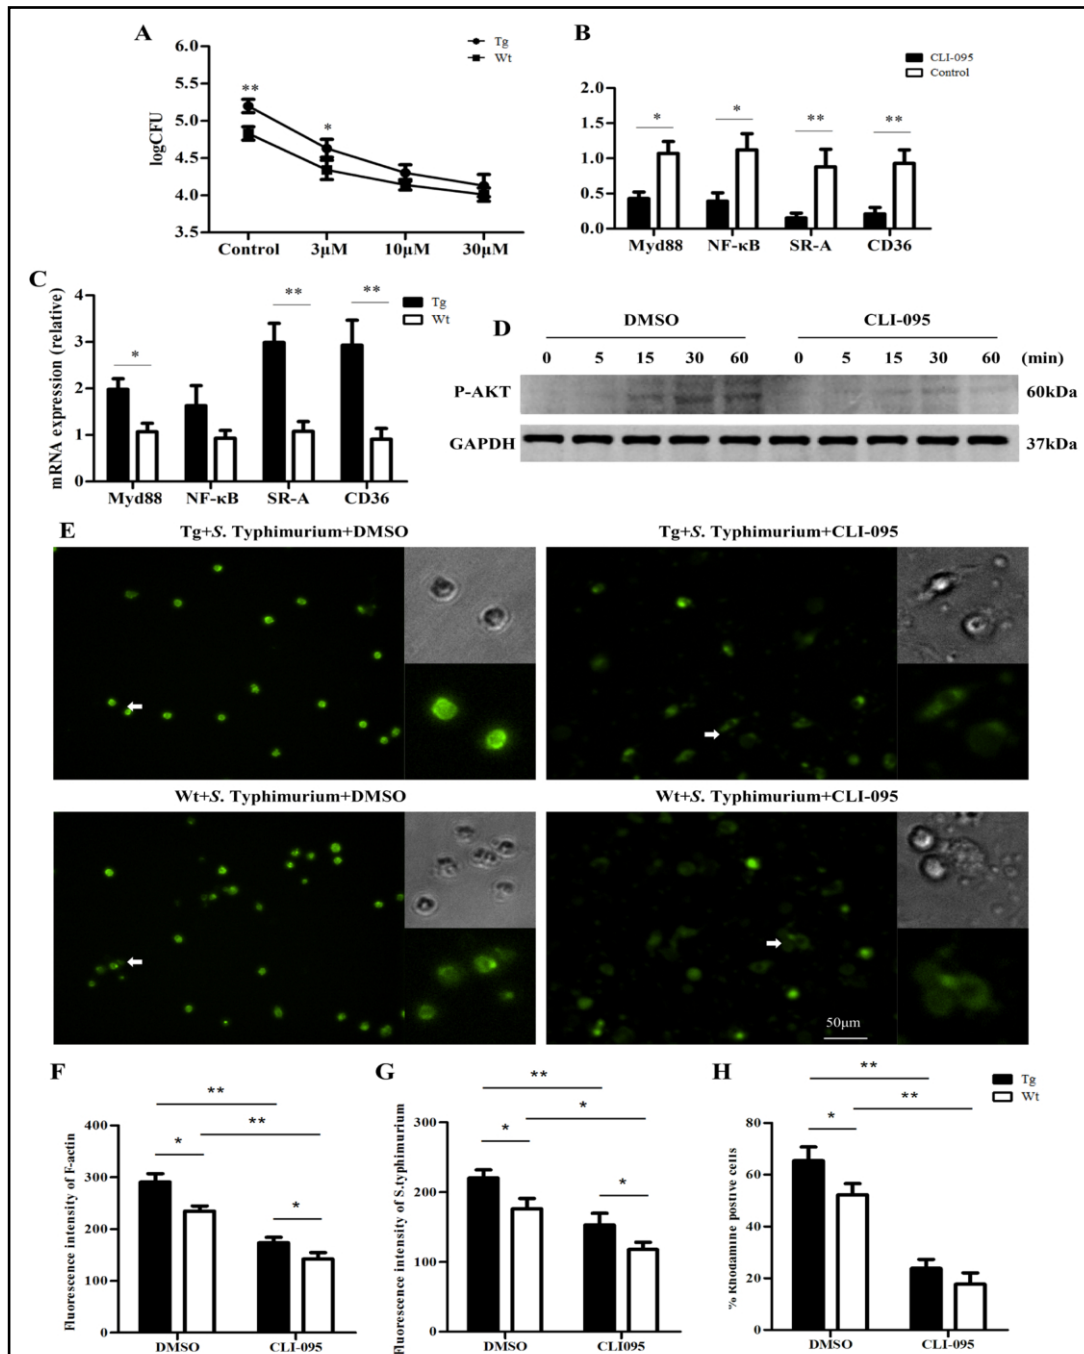 A
Tg
Wt
6.0
5.5
5.0
4.5
4.0
3.5
logCFU
**
*
Control 3μM 10μM 30μM
B
CLI-095
Control
1.5
2.0
1.0
0.5
0.0
* * ** **
Myd88 NF-κB SR-A CD36
C
Tg
Wt
mRNA expression (relative)
4
3
2
1
0
* ** **
Myd88 NF-κB SR-A CD36
D
DMSO CLI-095
0 5 15 30 60 0 5 15 30 60 (min)
P-AKT 60kDa
GAPDH 37kDa
E
Tg+S. Typhimurium+DMSO Tg+S. Typhimurium+CLI-095
Wt+S. Typhimurium+DMSO Wt+S. Typhimurium+CLI-095
50μm
F
Fluorescence intensity of F-actin
400
300
200
100
0
**
**
*
*
DMSO CLI-095
G
Fluorescence intensity of S.typhimurium
300
200
100
0
**
*
*
*
DMSO CLI095
H
Tg
Wt
% Rhodamine postive cells
80
60
40
20
0
**
**
*
DMSO CLI-095